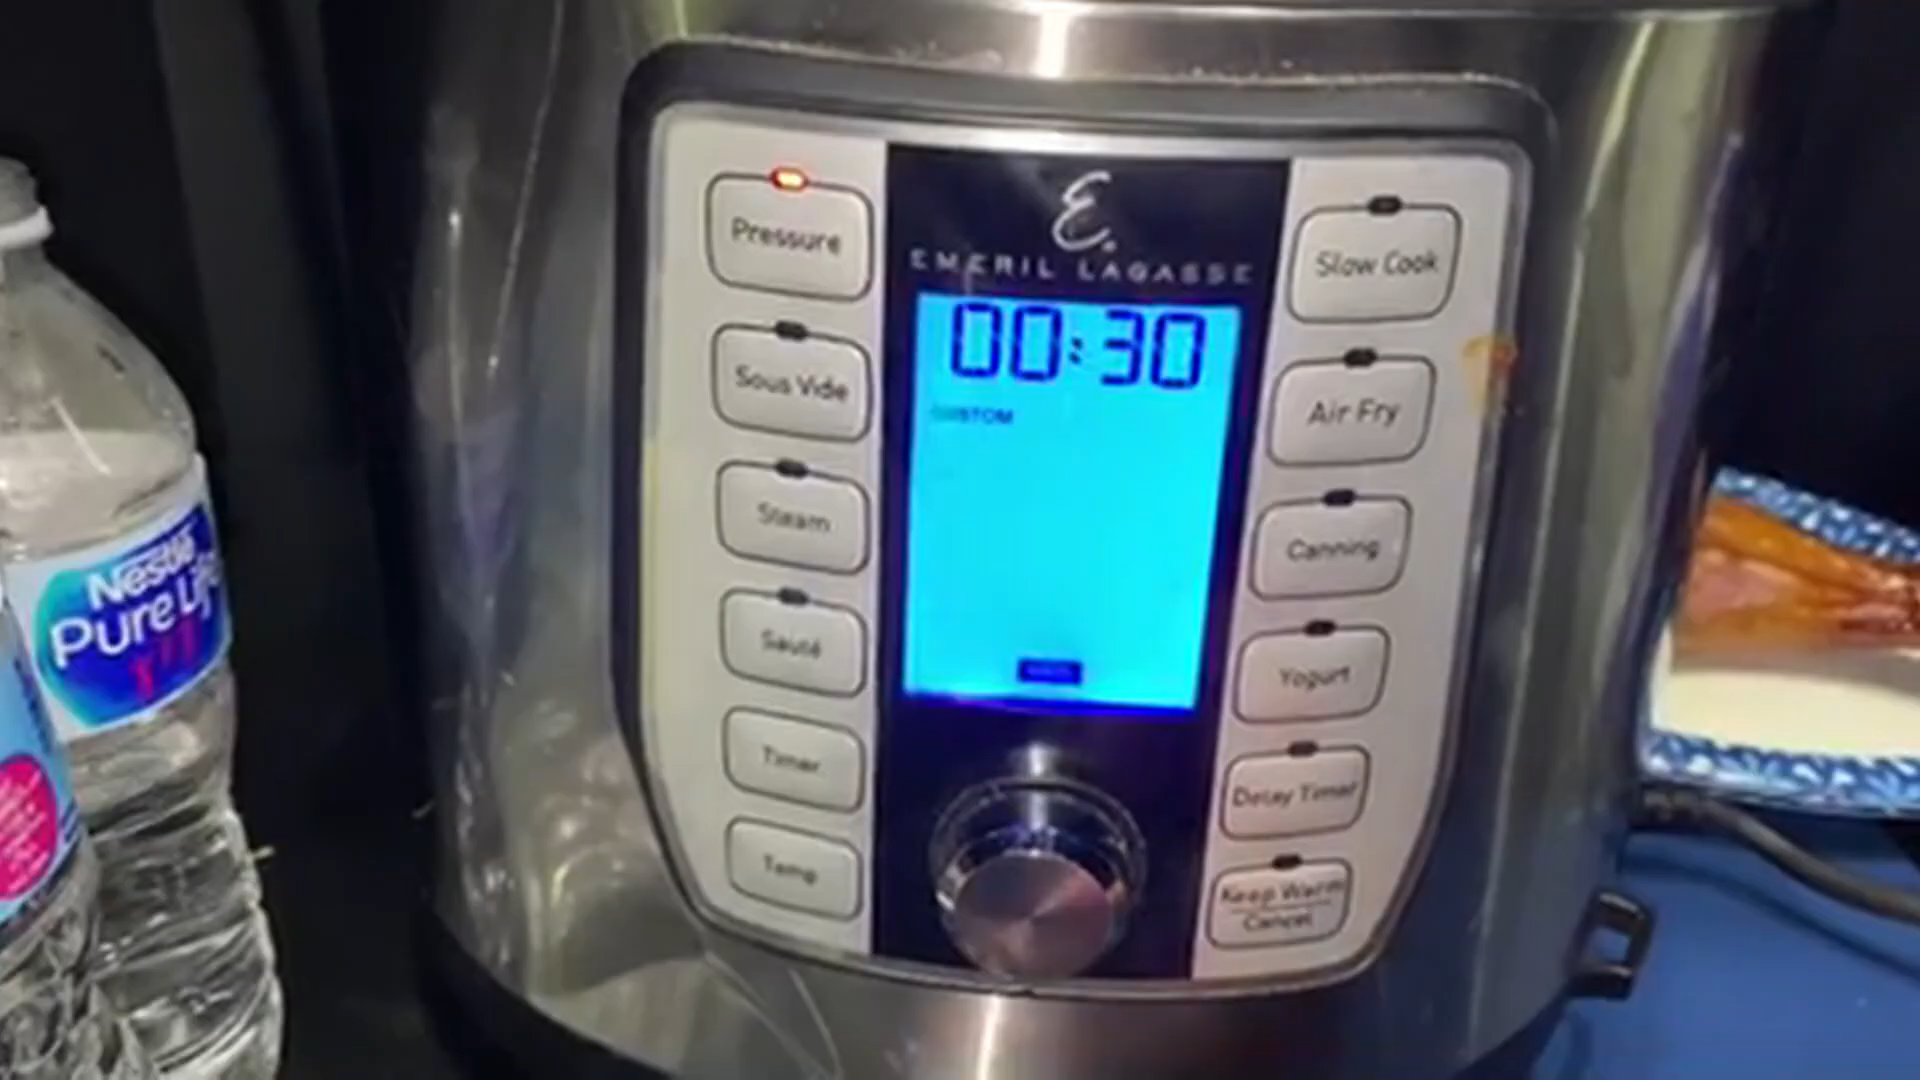 E.
EMERIL LAGASSE
00:30
CUSTOM
Pressure
Sous Vide
Steam
Sauté
Timer
Temp
Slow Cook
Air Fry
Canning
Yogurt
Delay Timer
Keep Warm
Cancel
Nestlé
Pure Life